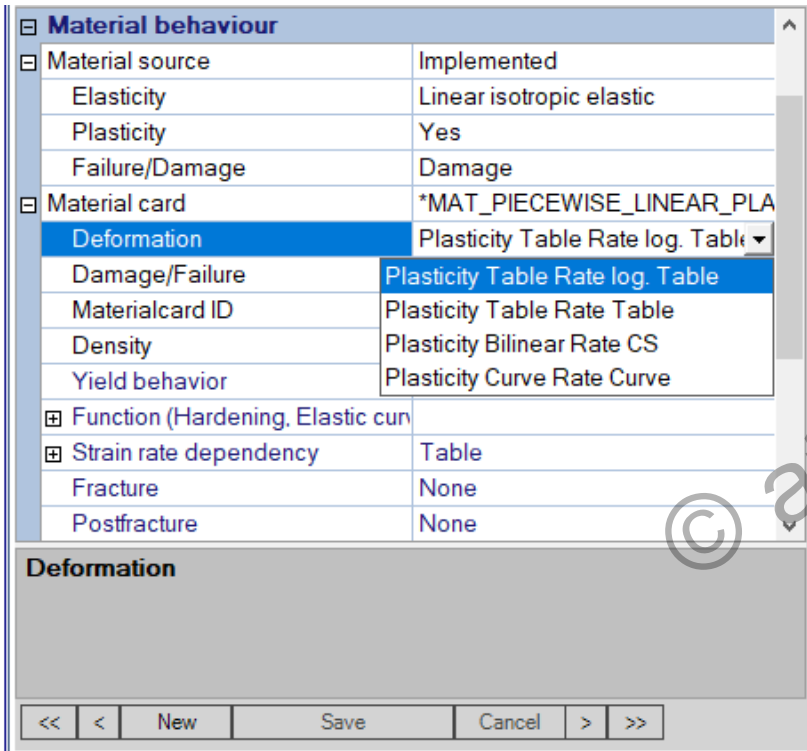 Material behaviour
Material source Implemented
Elasticity Linear isotropic elastic
Plasticity Yes
Failure/Damage Damage
Material card *MAT_PIECEWISE_LINEAR_PLA
Deformation Plasticity Table Rate log. Table
Damage/Failure Plasticity Table Rate log. Table
Materialcard ID Plasticity Table Rate Table
Density Plasticity Bilinear Rate CS
Yield behavior Plasticity Curve Rate Curve
Function (Hardening, Elastic curv
Strain rate dependency Table
Fracture None
Postfracture None
©
Deformation
<< < New Save Cancel > >>